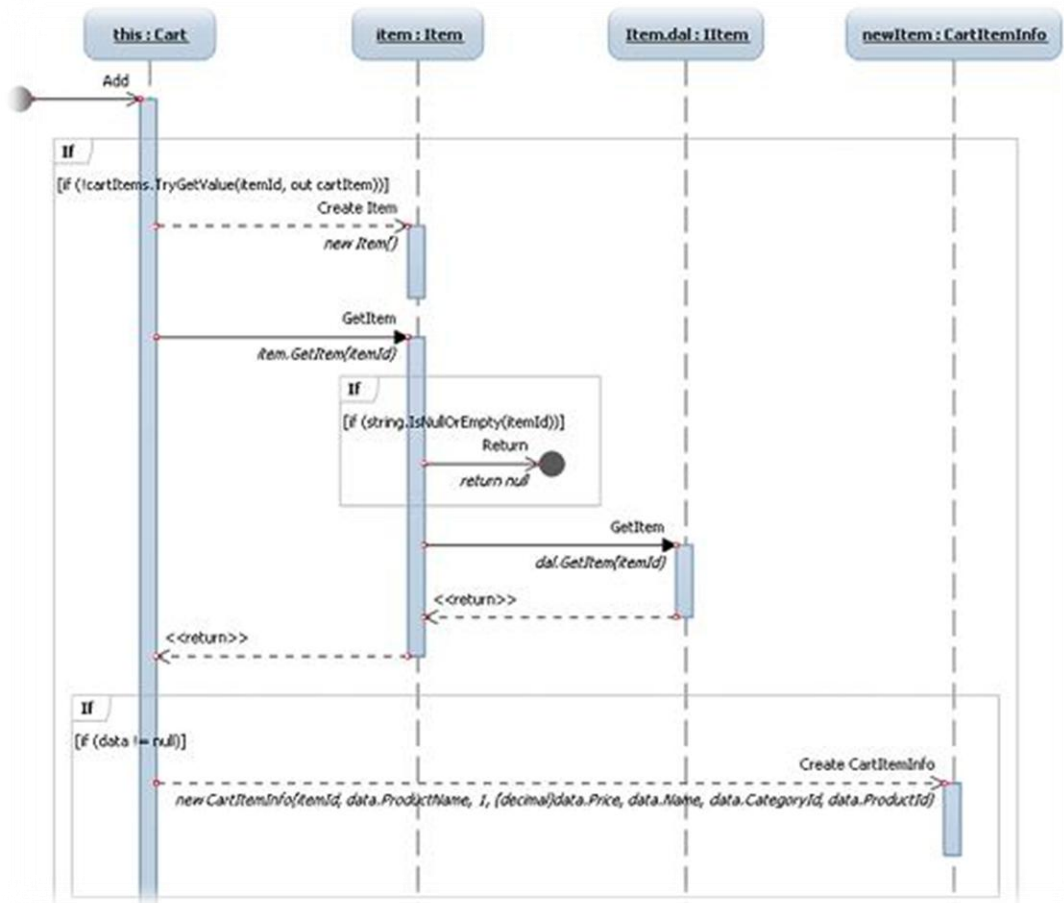 this : Cart
item : Item
Item.dal : IItem
newItem : CartItemInfo
Add
If
[if (!cartItems.TryGetValue(itemId, out cartItem))]
Create Item
new Item()
GetItem
item.GetItem(itemId)
If
[if (string.IsNullOrEmpty(itemId))]
Return
return null
GetItem
dal.GetItem(itemId)
<<return>>
<<return>>
If
[if (data != null)]
Create CartItemInfo
new CartItemInfo(itemId, data.ProductName, 1, (decimal)data.Price, data.Name, data.CategoryId, data.ProductId)